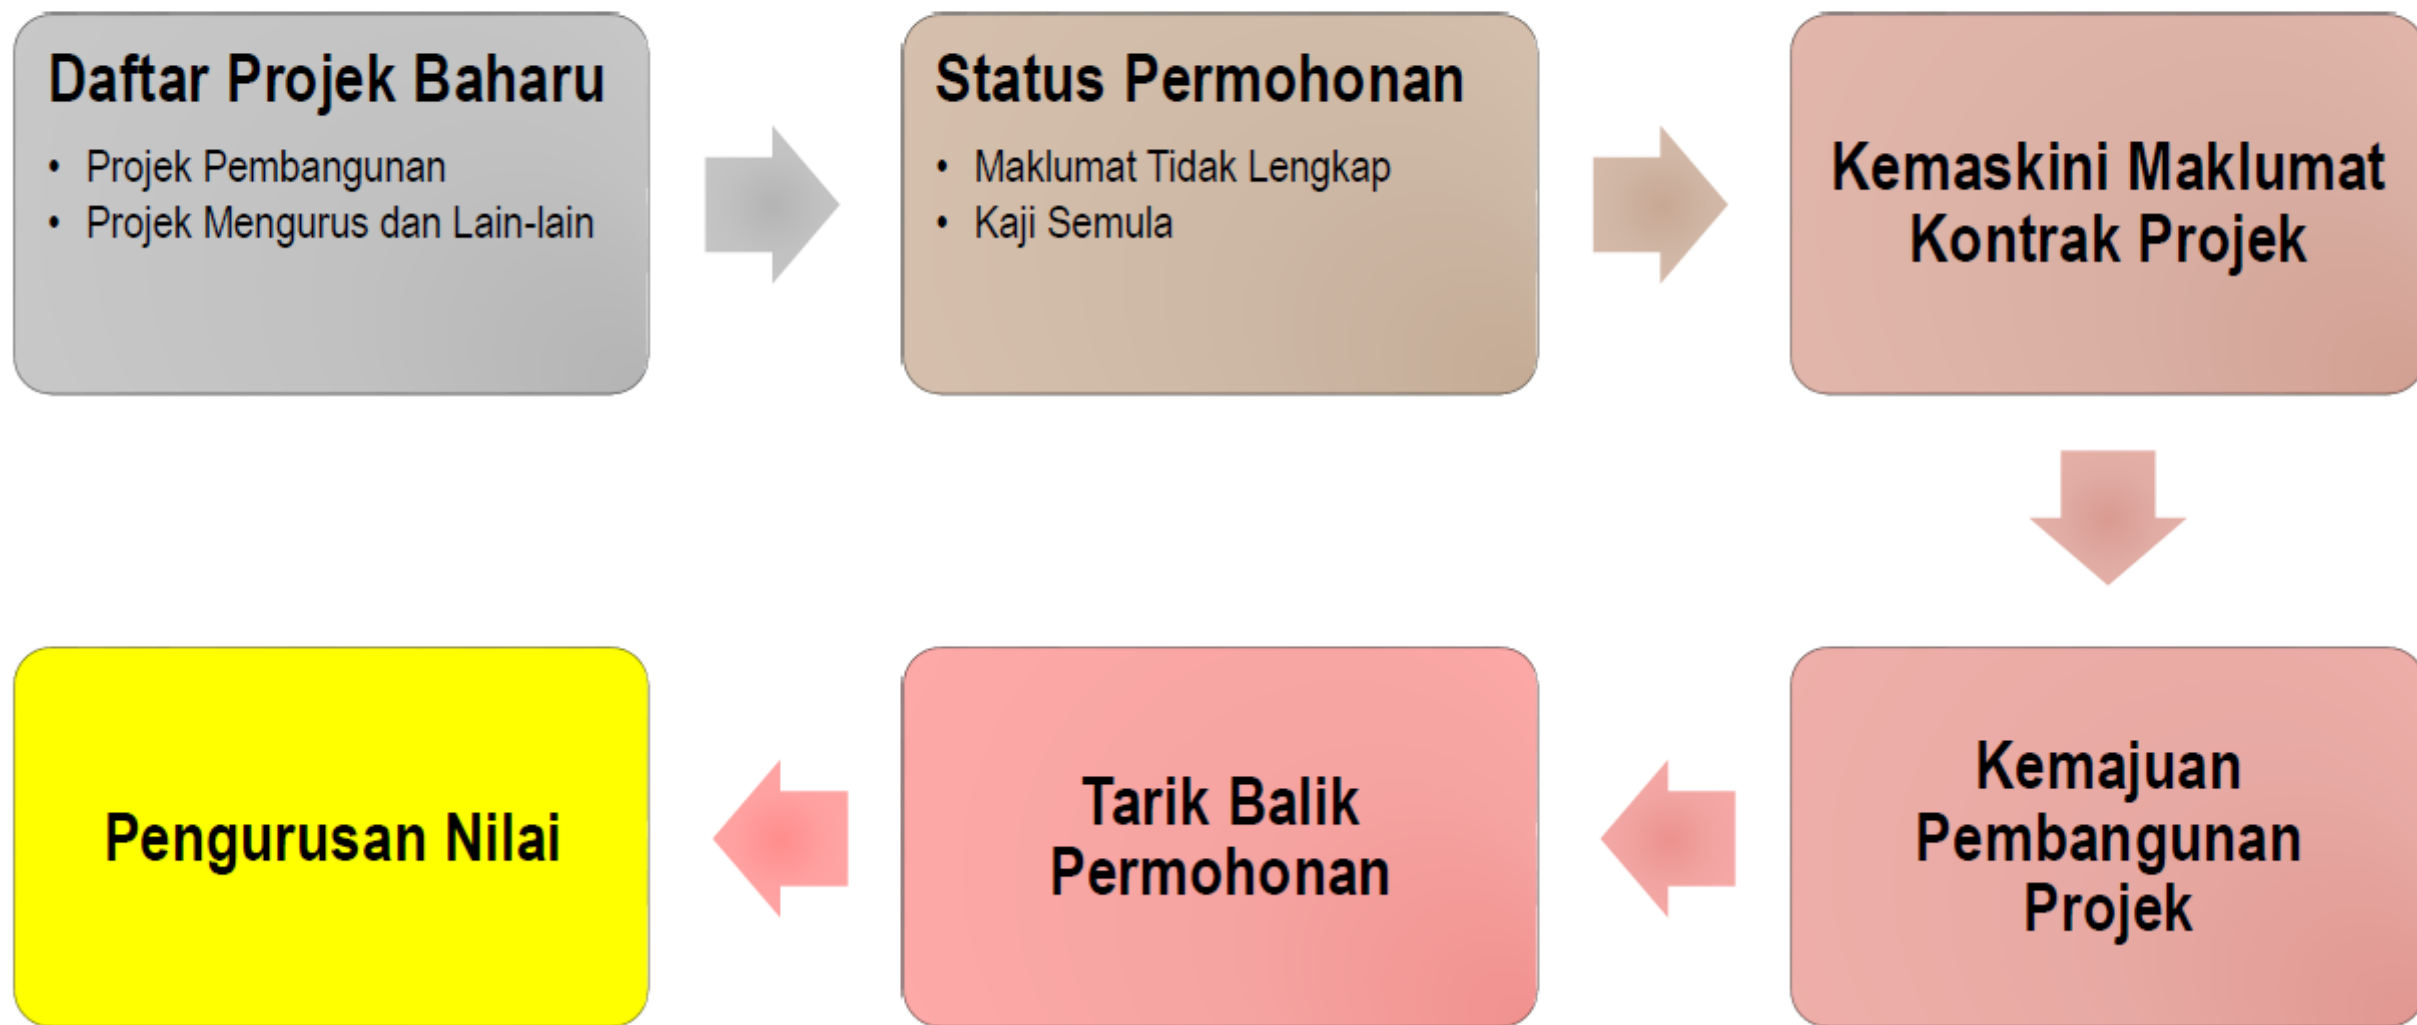 Daftar Projek Baharu
• Projek Pembangunan
• Projek Mengurus dan Lain-lain
Status Permohonan
• Maklumat Tidak Lengkap
• Kaji Semula
Kemaskini Maklumat
Kontrak Projek
Kemajuan
Pembangunan
Projek
Tarik Balik
Permohonan
Pengurusan Nilai